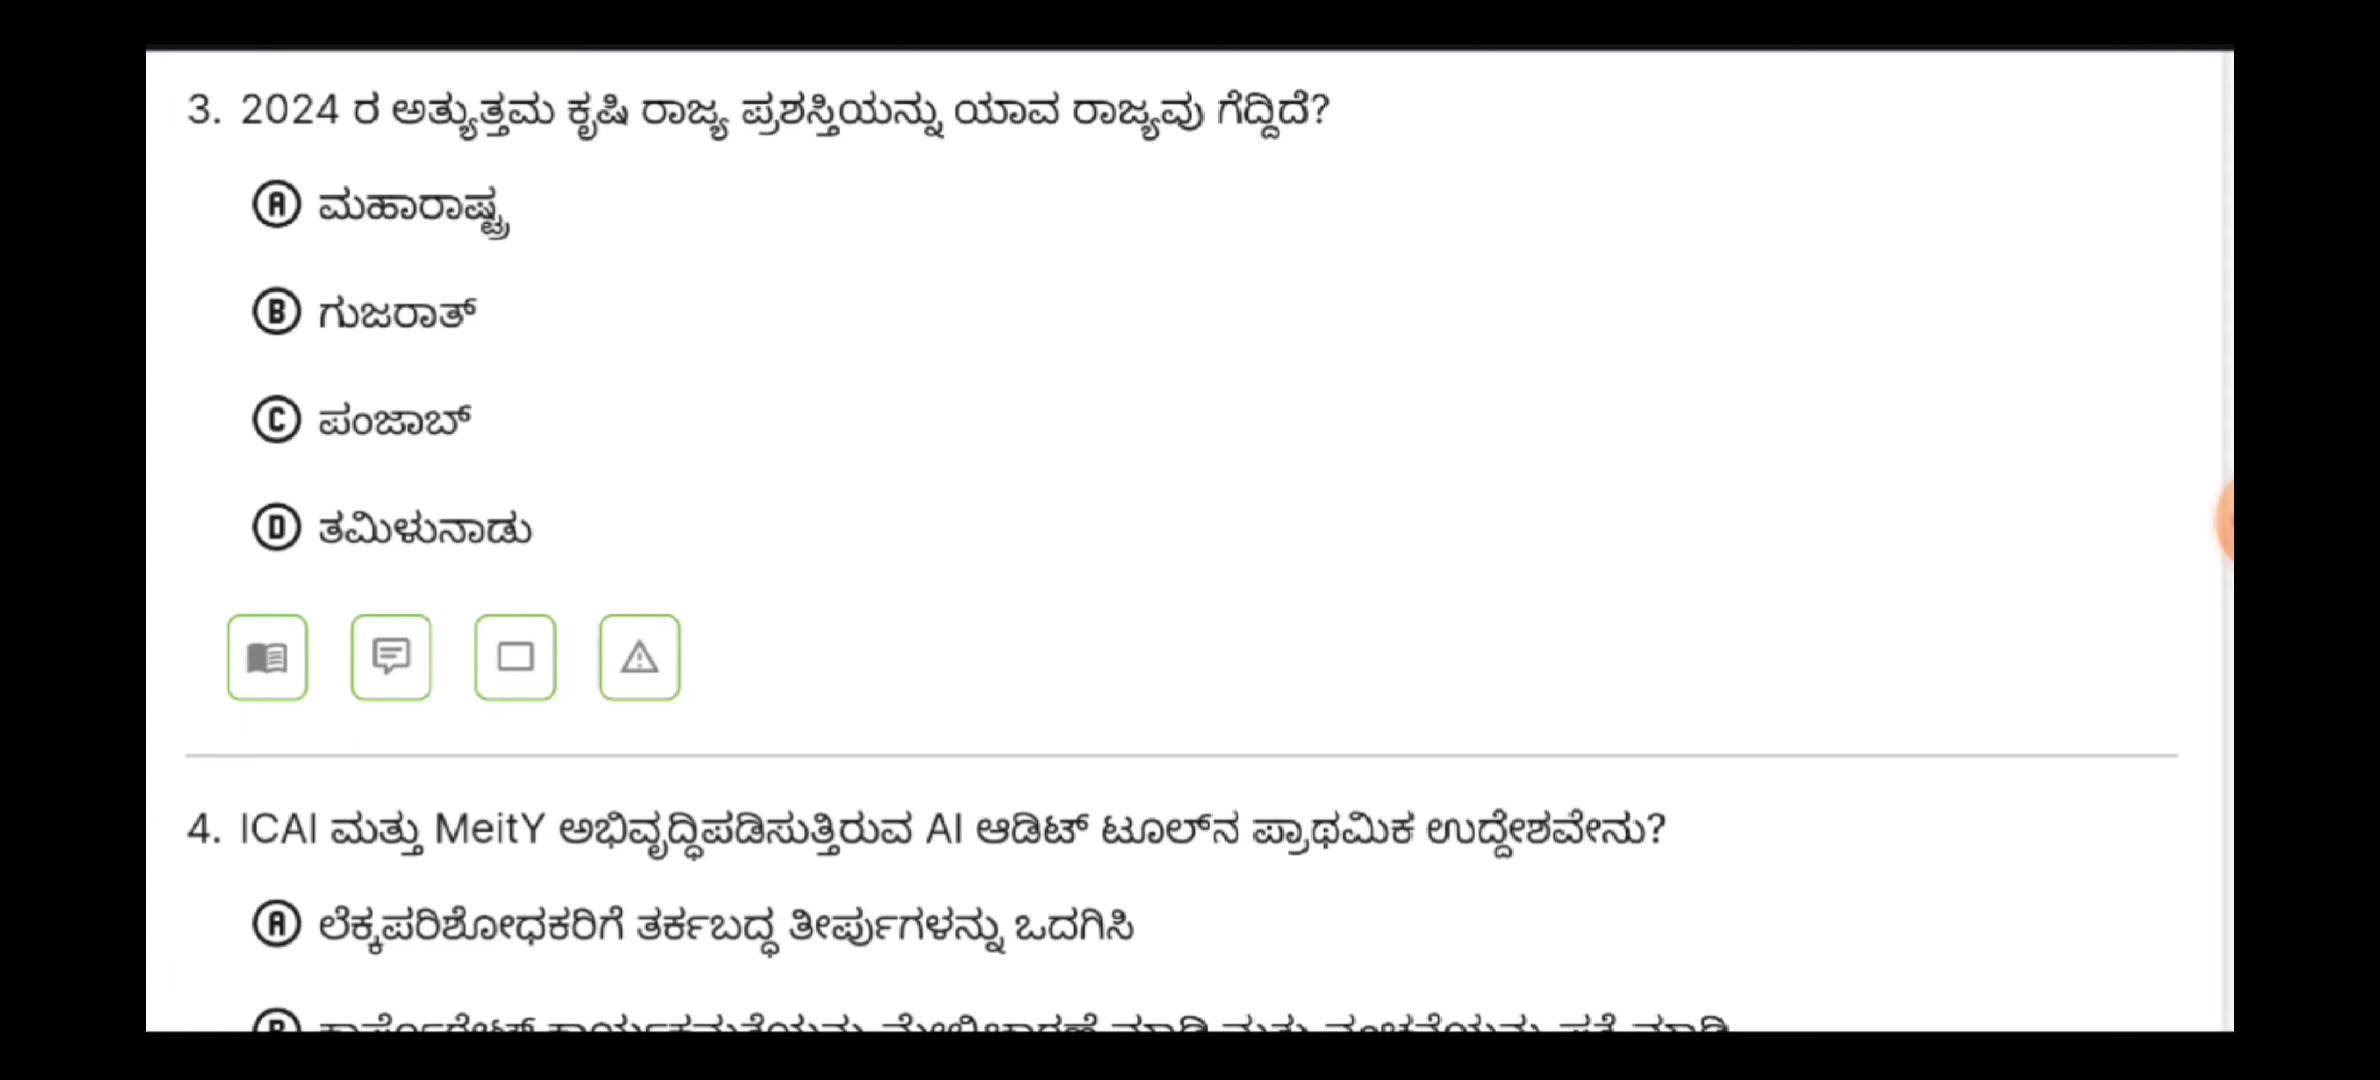 3. 2024 ರ ಅತ್ಯುತ್ತಮ ಕೃಷಿ ರಾಜ್ಯ ಪ್ರಶಸ್ತಿಯನ್ನು ಯಾವ ರಾಜ್ಯವು ಗೆದ್ದಿದೆ?
A ಮಹಾರಾಷ್ಟ್ರ
B ಗುಜರಾತ್
C ಪಂಜಾಬ್
D ತಮಿಳುನಾಡು
4. ICAI ಮತ್ತು MeitY ಅಭಿವೃದ್ಧಿಪಡಿಸುತ್ತಿರುವ AI ಆಡಿಟ್ ಟೂಲ್‌ನ ಪ್ರಾಥಮಿಕ ಉದ್ದೇಶವೇನು?
A ಲೆಕ್ಕಪರಿಶೋಧಕರಿಗೆ ತರ್ಕಬದ್ಧ ತೀರ್ಪುಗಳನ್ನು ಒದಗಿಸಿ
B